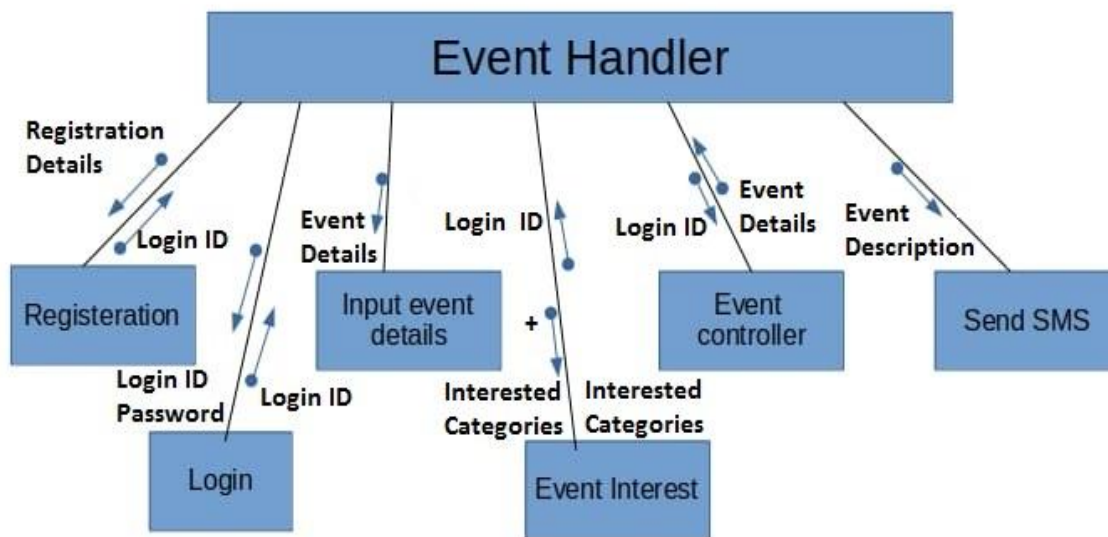 Event Handler
Registration
Details
Login ID
Event
Details
Login  ID
Login ID
Event
Details
Event
Description
Registeration
Input event
details
+
Event
controller
Send SMS
Login ID
Password
Login ID
Interested
Categories
Interested
Categories
Login
Event Interest